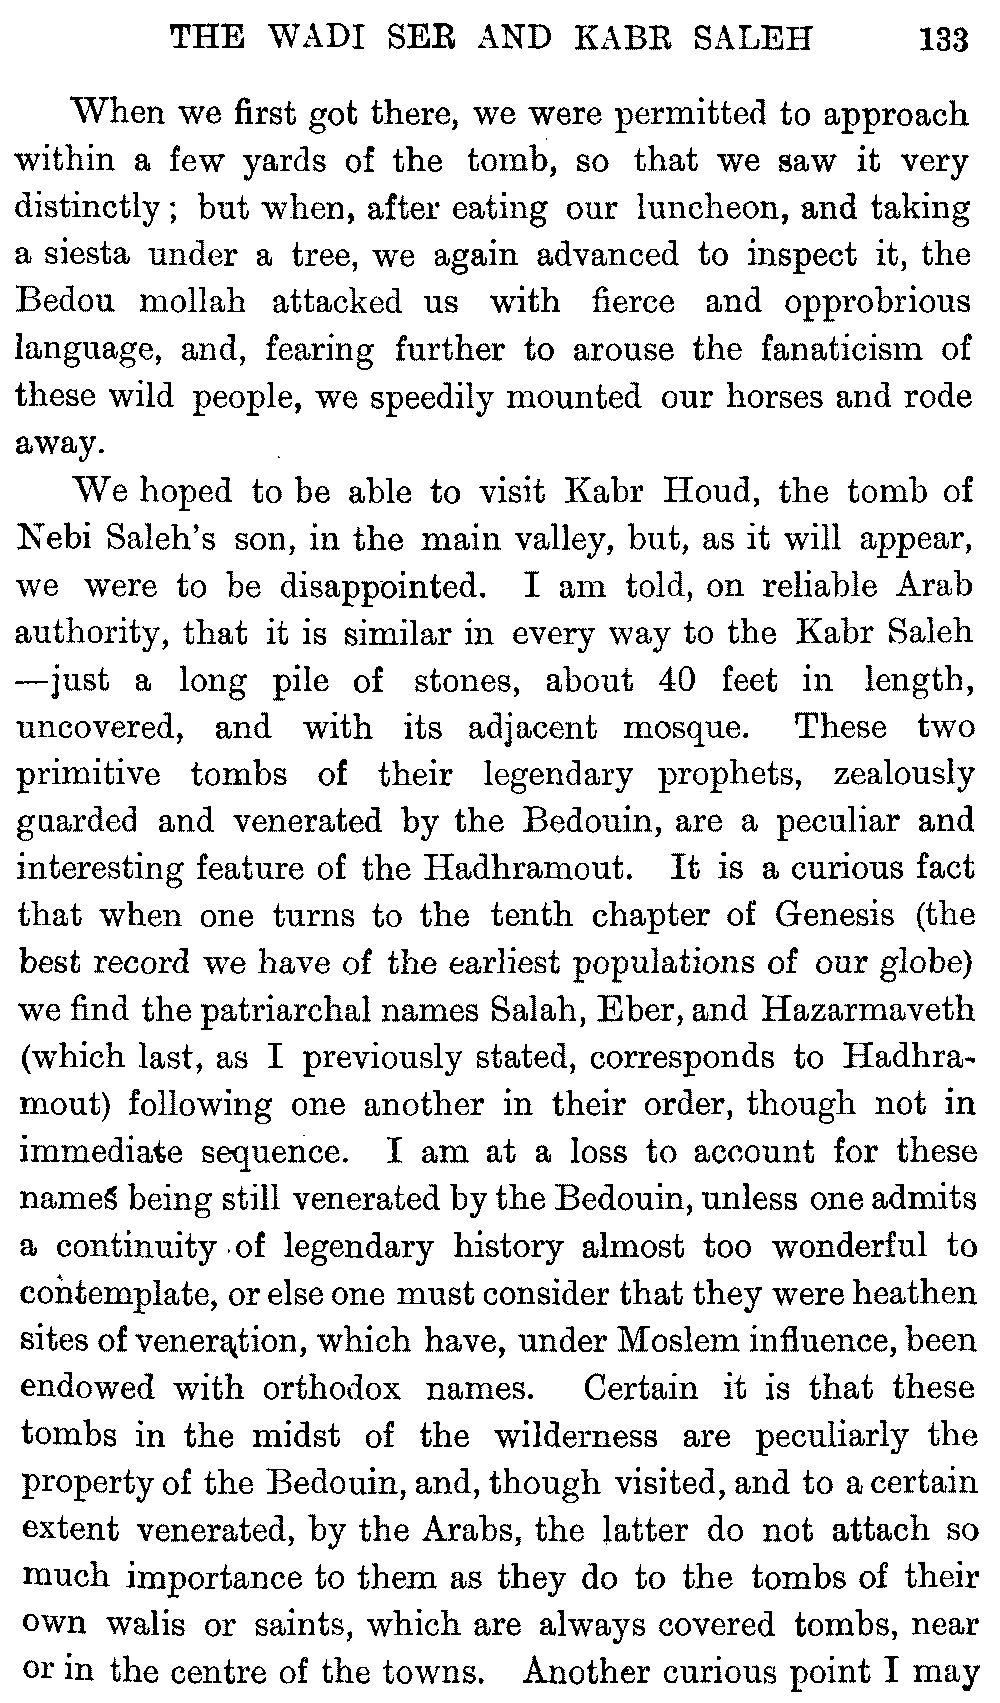 THE WADI SER AND KABR SALEH 133
When we first got there, we were permitted to approach
within a few yards of the tomb, so that we saw it very
distinctly ; but when, after eating our luncheon, and taking
a siesta under a tree, we again advanced to inspect it, the
Bedou mollah attacked us with fierce and opprobrious
language, and, fearing further to arouse the fanaticism of
these wild people, we speedily mounted our horses and rode
away.
We hoped to be able to visit Kabr Houd, the tomb of
Nebi Saleh's son, in the main valley, but, as it will appear,
we were to be disappointed. I am told, on reliable Arab
authority, that it is similar in every way to the Kabr Saleh
—just a long pile of stones, about 40 feet in length,
uncovered, and with its adjacent mosque. These two
primitive tombs of their legendary prophets, zealously
guarded and venerated by the Bedouin, are a peculiar and
interesting feature of the Hadhramout. It is a curious fact
that when one turns to the tenth chapter of Genesis (the
best record we have of the earliest populations of our globe)
we find the patriarchal names Salah, Eber, and Hazarmaveth
(which last, as I previously stated, corresponds to Hadhra-
mout) following one another in their order, though not in
immediate sequence. I am at a loss to account for these
names being still venerated by the Bedouin, unless one admits
a continuity of legendary history almost too wonderful to
contemplate, or else one must consider that they were heathen
sites of veneration, which have, under Moslem influence, been
endowed with orthodox names. Certain it is that these
tombs in the midst of the wilderness are peculiarly the
property of the Bedouin, and, though visited, and to a certain
extent venerated, by the Arabs, the latter do not attach so
much importance to them as they do to the tombs of their
own walis or saints, which are always covered tombs, near
or in the centre of the towns. Another curious point I may